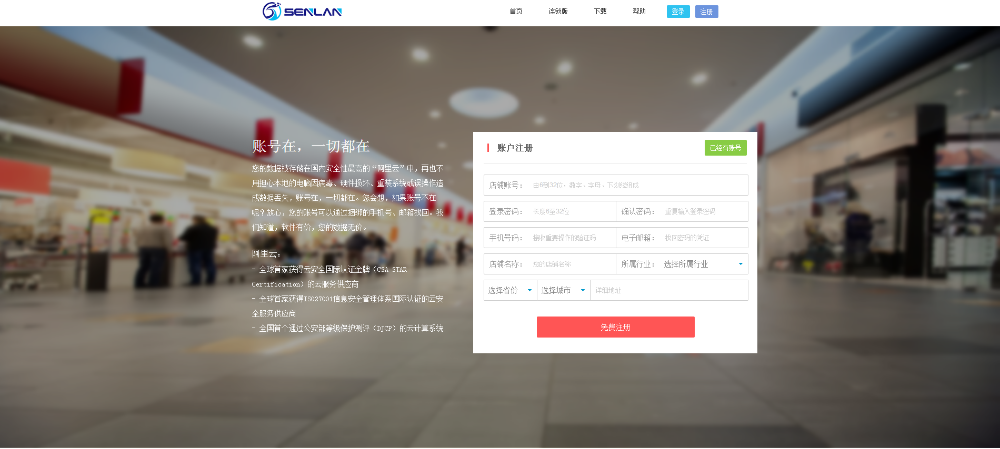 SENLAN
首页
连锁版
下载
帮助
登录
注册
账号在，一切都在
您的数据被存储在国内安全性最高的“阿里云”中，再也不
用担心本地的电脑因病毒、硬件损坏、重装系统或误操作造
成数据丢失，账号在，一切都在。您会想，如果账号不在
呢？放心，您的账号可以通过捆绑的手机号、邮箱找回。我
们知道，软件有价，您的数据无价。
阿里云：
- 全球首家获得云安全国际认证金牌（CSA STAR
Certification）的云服务供应商
- 全球首家获得ISO27001信息安全管理体系国际认证的云安
全服务供应商
- 全国首个通过公安部等级保护测评（DJCP）的云计算系统
账户注册
已经有账号
店铺账号： 由6到32位，数字、字母、下划线组成
登录密码： 长度6至32位 确认密码： 重复输入登录密码
手机号码： 接收重要操作的验证码 电子邮箱： 找回密码的凭证
店铺名称： 您的店铺名称 所属行业： 选择所属行业
选择省份 选择城市 详细地址
免费注册